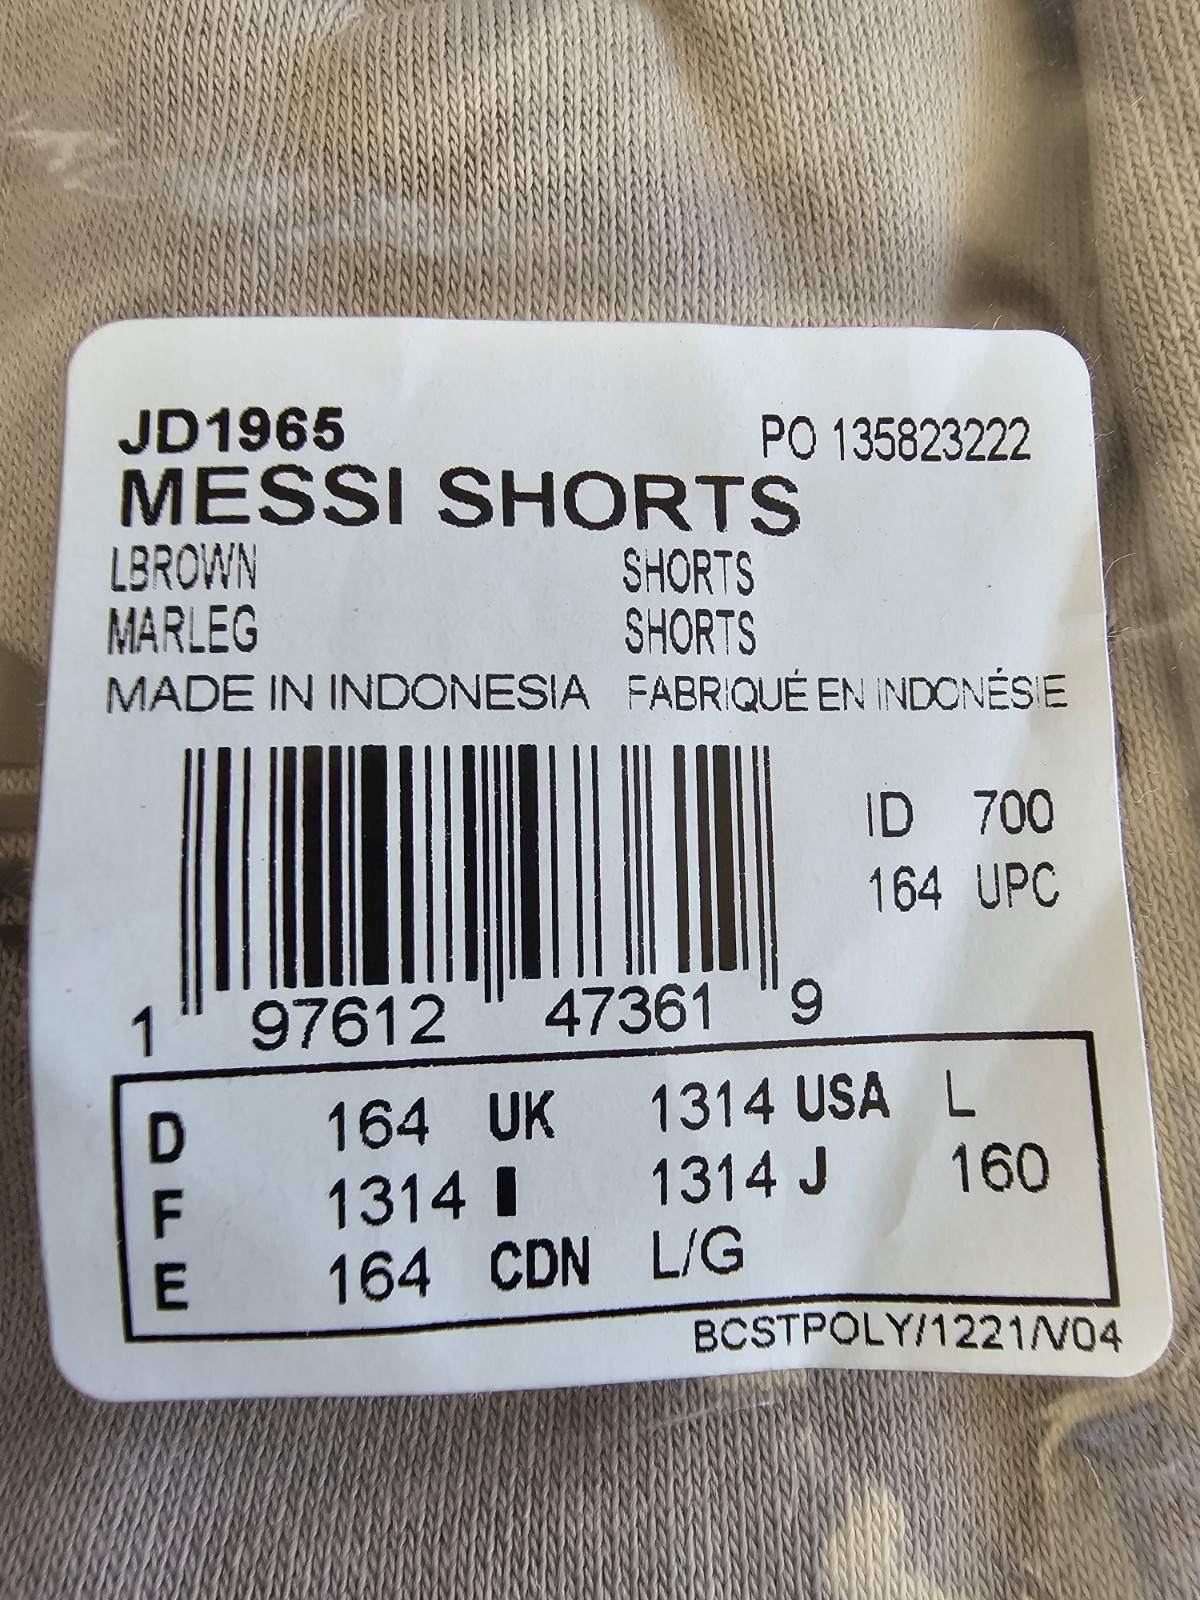 JD1965 PO 135823222
MESSI SHORTS
LBROWN SHORTS
MARLEG SHORTS
MADE IN INDONESIA FABRIQUÉ EN INDONÉSIE
ID 700
164 UPC
1 97612 47361 9
D 164 UK 1314 USA L
F 1314 I 1314 J 160
E 164 CDN L/G
BCSTPOLY/1221/V04